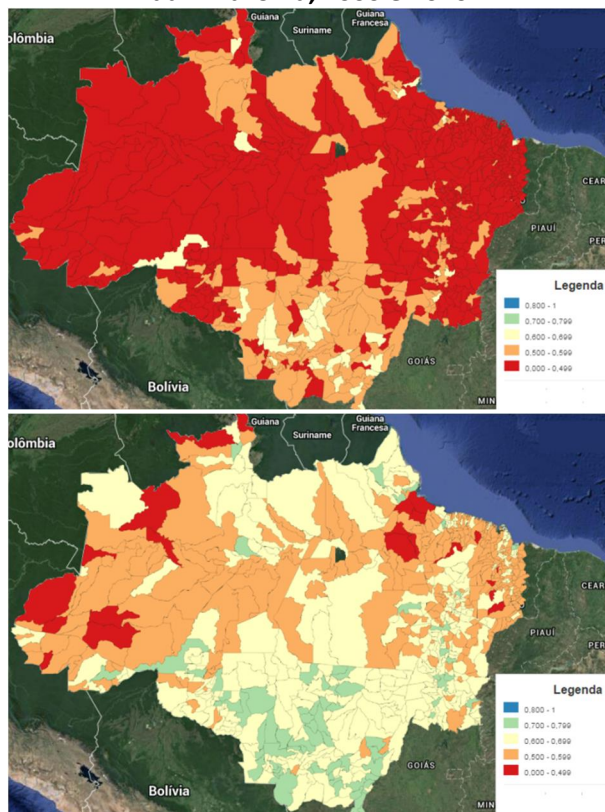 Guiana
Suriname
Guiana
Francesa
olômbia
CEAR
PIAUÍ
PER
Legenda
0,800 - 1
0,700 - 0,799
0,600 - 0,699
0,500 - 0,599
0,000 - 0,499
GOIÁS
Bolívia
MIN
Guiana
Suriname
Guiana
Francesa
olômbia
CEAR
PIAUÍ
PER
Legenda
0,800 - 1
0,700 - 0,799
0,600 - 0,699
0,500 - 0,599
0,000 - 0,499
GOIÁS
Bolívia
MIN